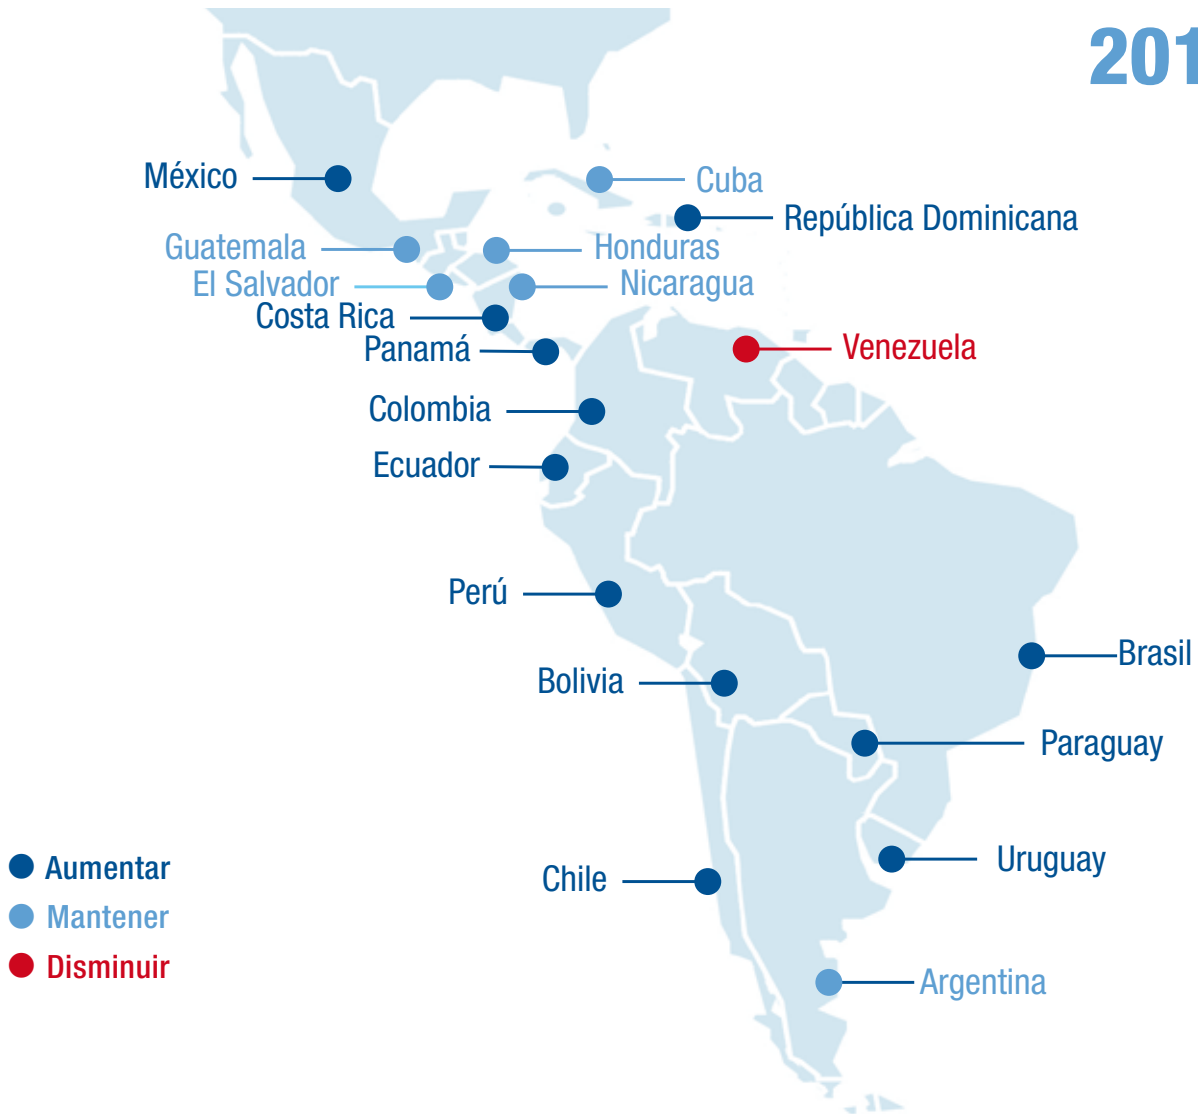 201
México
Cuba
República Dominicana
Guatemala
Honduras
El Salvador
Nicaragua
Costa Rica
Panamá
Venezuela
Colombia
Ecuador
Perú
Brasil
Bolivia
Paraguay
Uruguay
Chile
Argentina
Aumentar
Mantener
Disminuir